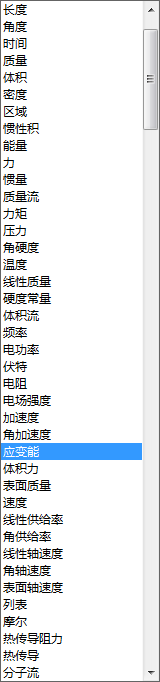 长度
角度
时间
质量
体积
密度
区域
惯性积
能量
力
惯量
质量流
力矩
压力
角硬度
温度
线性质量
硬度常量
体积流
频率
电功率
伏特
电阻
电场强度
加速度
角加速度
应变能
体积力
表面质量
速度
线性供给率
角供给率
线性轴速度
角轴速度
表面轴速度
列表
摩尔
热传导阻力
热传导
分子流